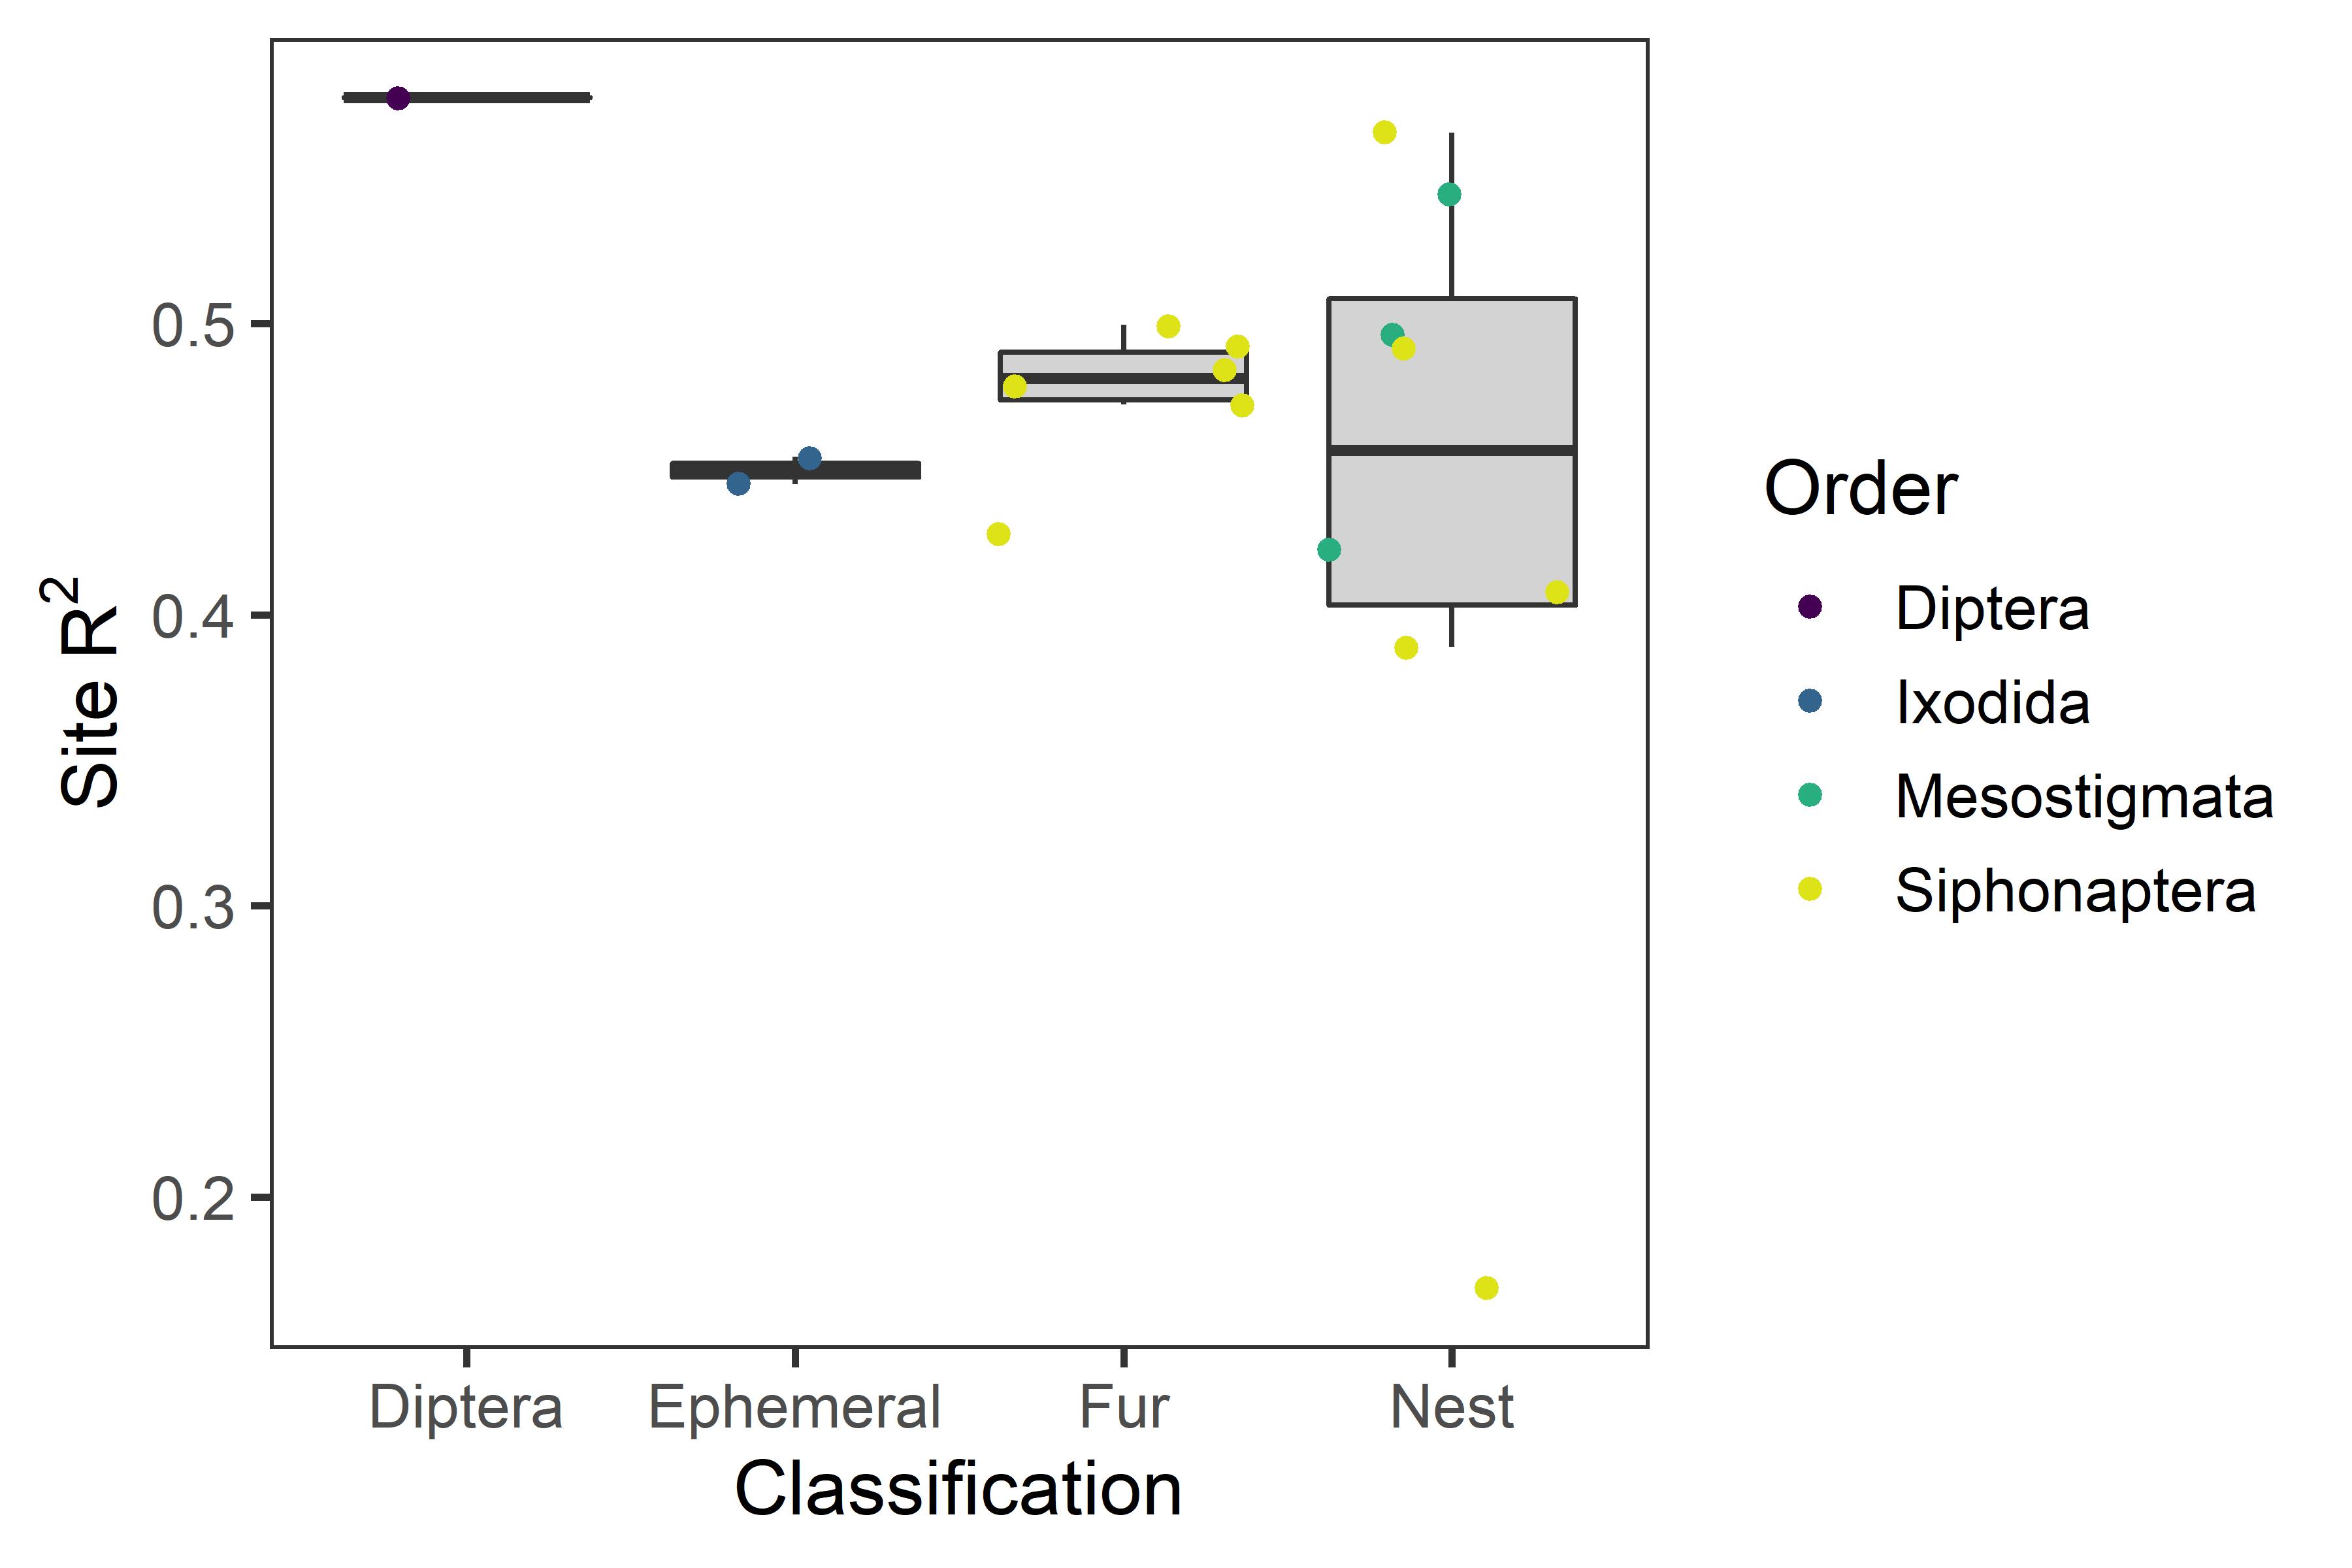 Site R²
0.5
0.4
0.3
0.2
Diptera
Ephemeral
Fur
Nest
Classification
Order
Diptera
Ixodida
Mesostigmata
Siphonaptera